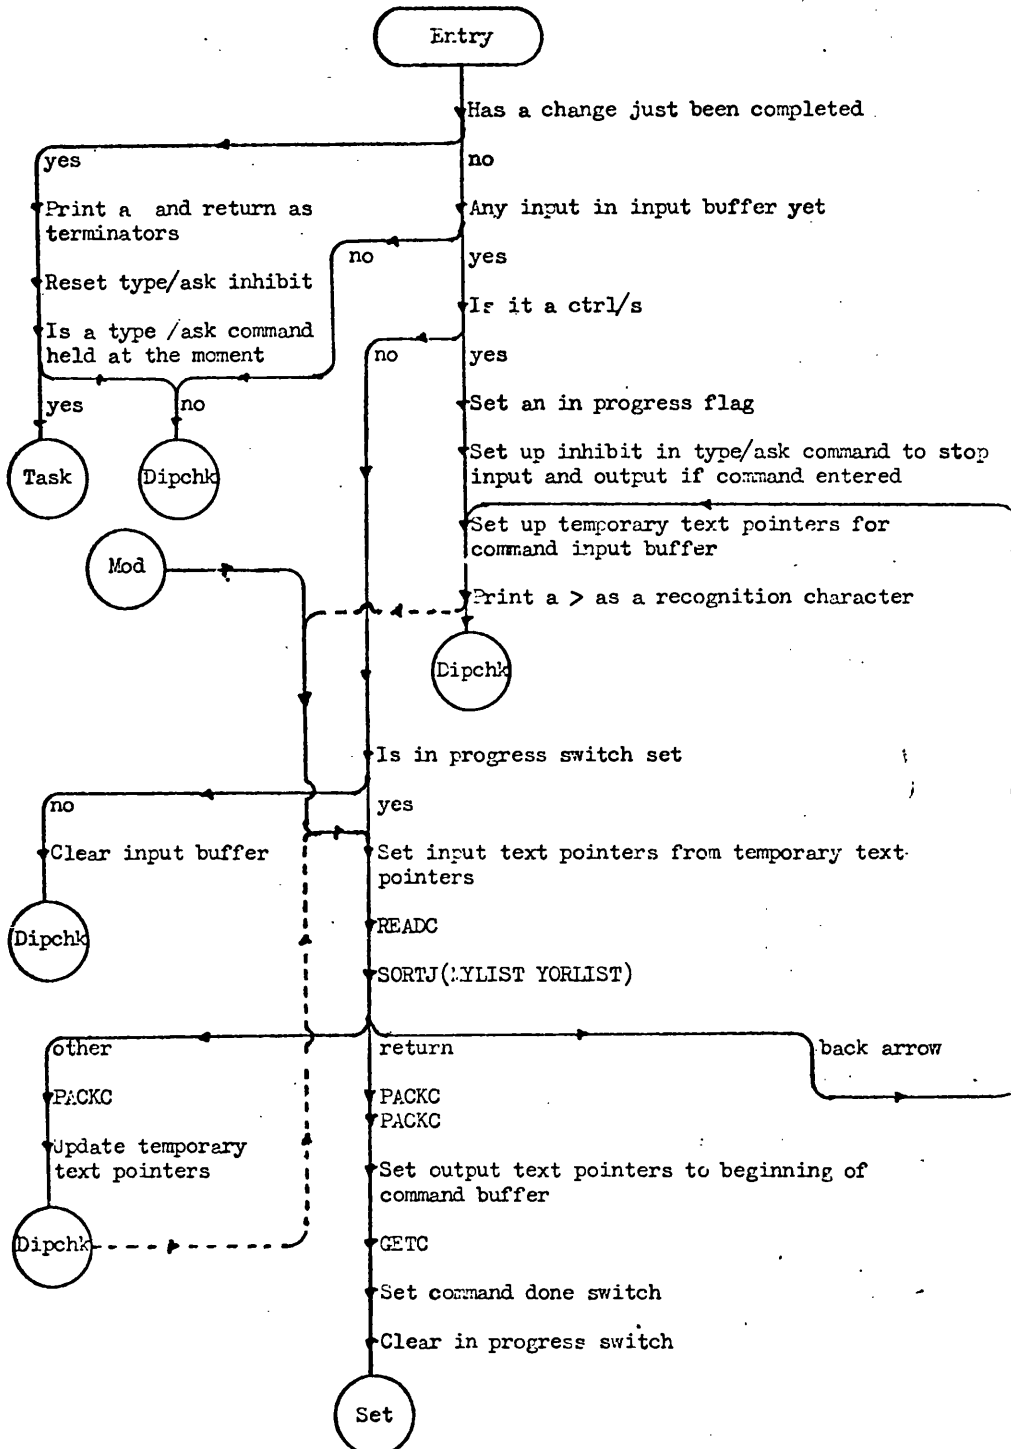 Entry
Has a change just been completed
yes
no
Print a and return as
terminators
Any input in input buffer yet
no
yes
Reset type/ask inhibit
Is it a ctrl/s
Is a type /ask command
held at the moment
no
yes
yes
no
Set an in progress flag
Task
Dipchk
Set up inhibit in type/ask command to stop
input and output if command entered
Set up temporary text pointers for
command input buffer
Mod
Print a > as a recognition character
Dipchk
Is in progress switch set
no
yes
Clear input buffer
Set input text pointers from temporary text
pointers
Dipchk
READC
SORTJ(MYLIST YORLIST)
other
return
back arrow
PACKC
PACKC
PACKC
Update temporary
text pointers
Set output text pointers to beginning of
command buffer
Dipchk
GETC
Set command done switch
Clear in progress switch
Set